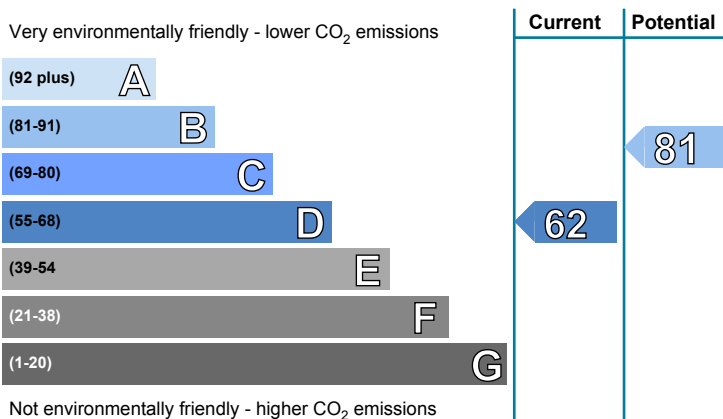 Current Potential
Very environmentally friendly - lower CO2 emissions
(92 plus) A
(81-91) B
81
(69-80) C
(55-68) D 62
(39-54 E
(21-38) F
(1-20) G
Not environmentally friendly - higher CO2 emissions